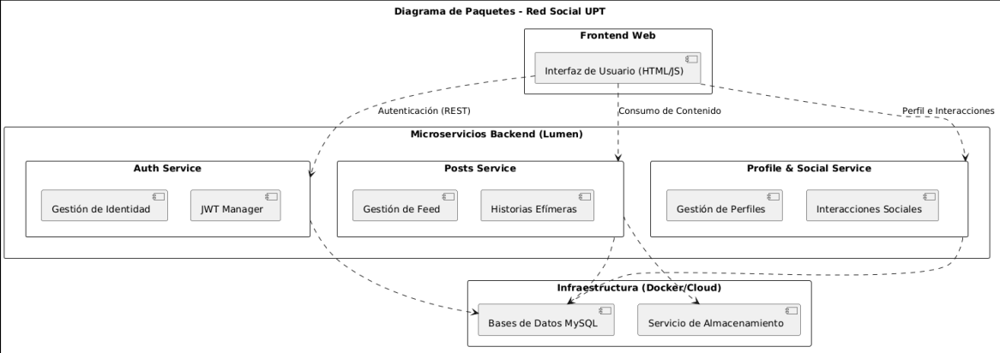 Diagrama de Paquetes - Red Social UPT
Frontend Web
Interfaz de Usuario (HTML/JS)
Autenticación (REST)
Consumo de Contenido
Perfil e Interacciones
Microservicios Backend (Lumen)
Auth Service
Posts Service
Profile & Social Service
Gestión de Identidad
JWT Manager
Gestión de Feed
Historias Efímeras
Gestión de Perfiles
Interacciones Sociales
Infraestructura (Docker/Cloud)
Bases de Datos MySQL
Servicio de Almacenamiento